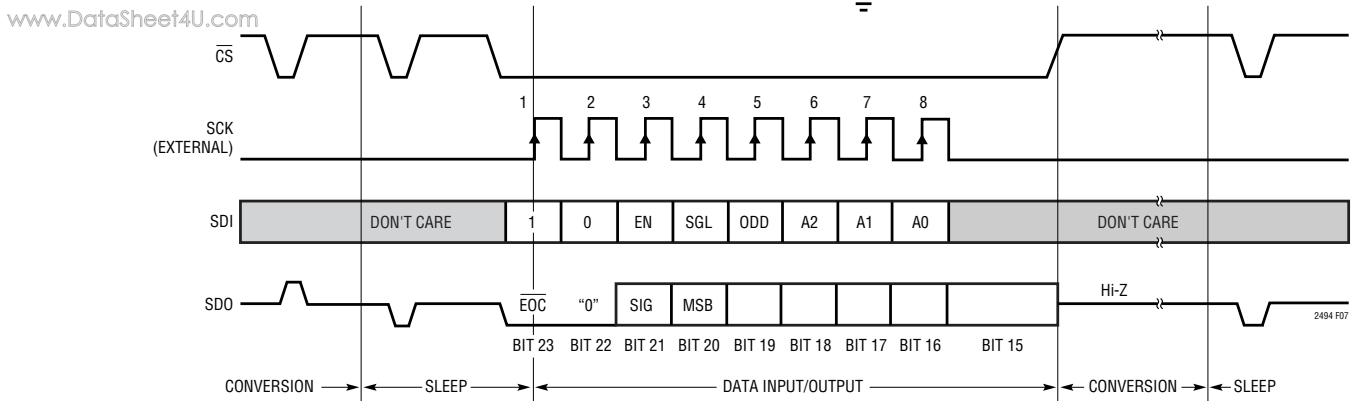 www.DataSheet4U.com
CS
1 2 3 4 5 6 7 8
SCK
(EXTERNAL)
SDI DON'T CARE 1 0 EN SGL ODD A2 A1 A0 DON'T CARE
SDO EOC "0" SIG MSB Hi-Z
2494 F07
BIT 23 BIT 22 BIT 21 BIT 20 BIT 19 BIT 18 BIT 17 BIT 16 BIT 15
CONVERSION SLEEP DATA INPUT/OUTPUT CONVERSION SLEEP